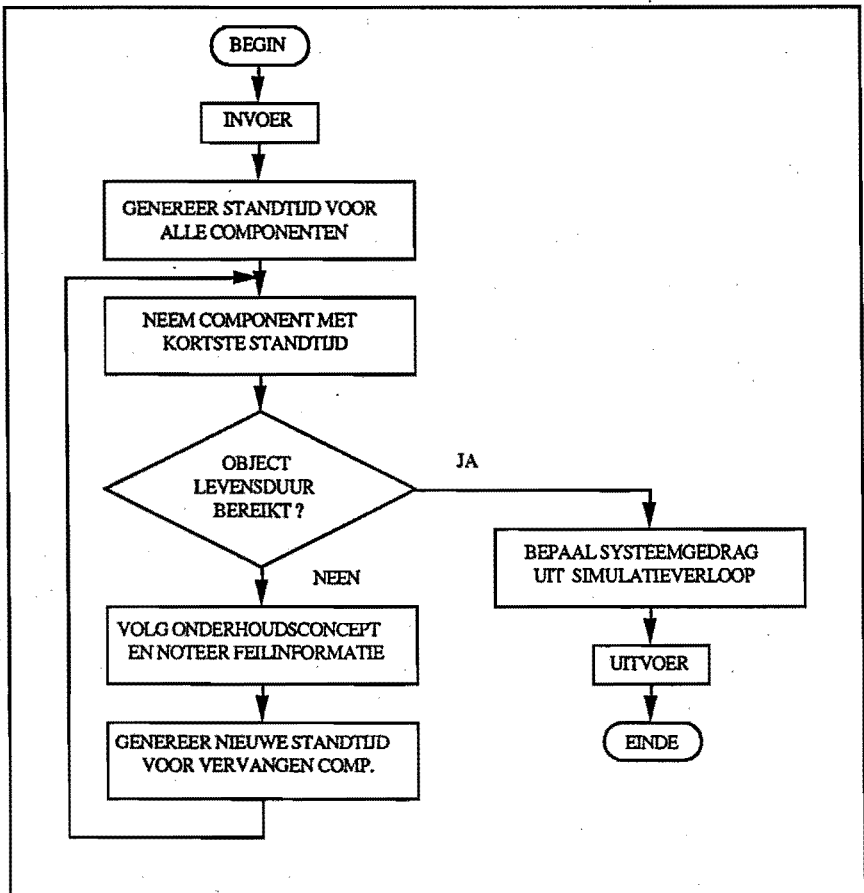 BEGIN
INVOER
GENEREER STANDTIJD VOOR
ALLE COMPONENTEN
NEEM COMPONENT MET
KORTSTE STANDTIJD
OBJECT
LEVENSDUUR
BEREIKT ?
JA
NEEN
VOLG ONDERHOUDSCONCEPT
EN NOTEER FEILINFORMATIE
GENEREER NIEUWE STANDTIJD
VOOR VERVANGEN COMP.
BEPAAL SYSTEEMGEDRAG
UIT SIMULATIEVERLOOP
UITVOER
EINDE